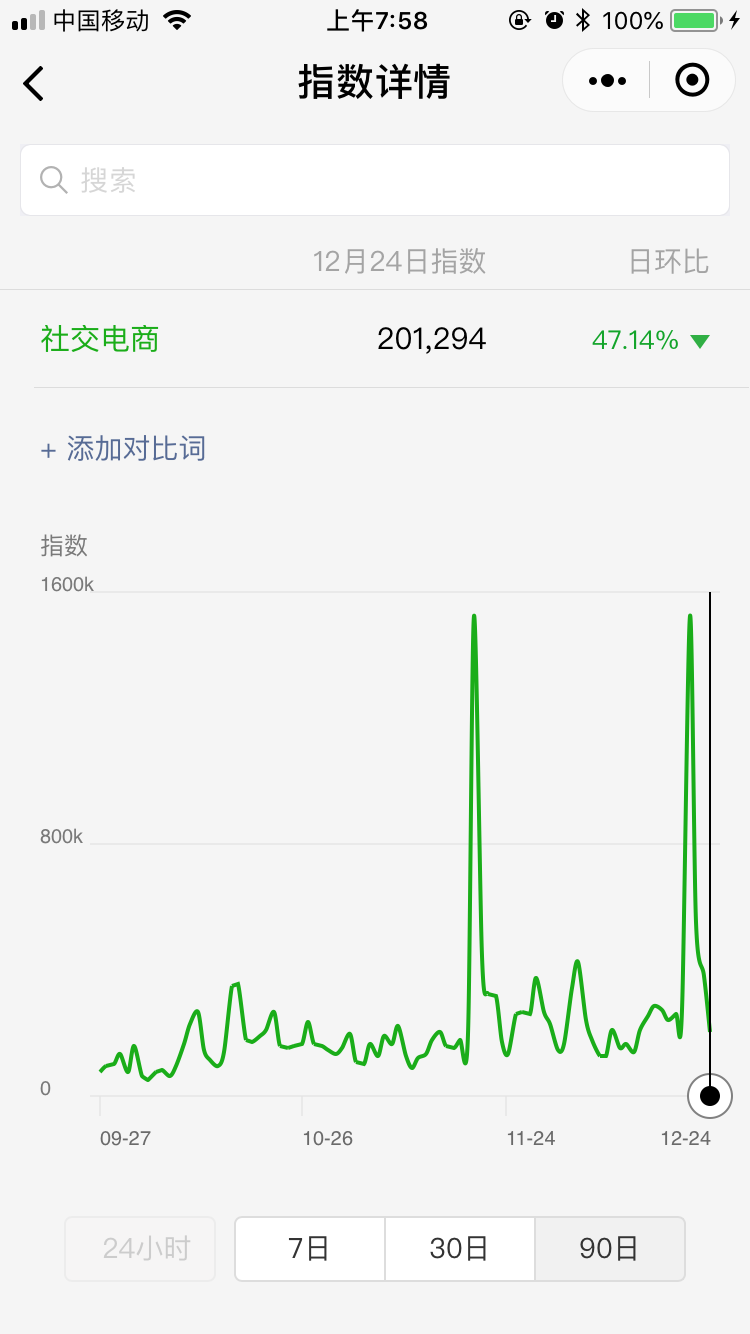 中国移动 上午7:58 100%
指数详情
搜索
12月24日指数 日环比
社交电商 201,294 47.14%
+ 添加对比词
指数
1600k
800k
0
09-27 10-26 11-24 12-24
24小时 7日 30日 90日